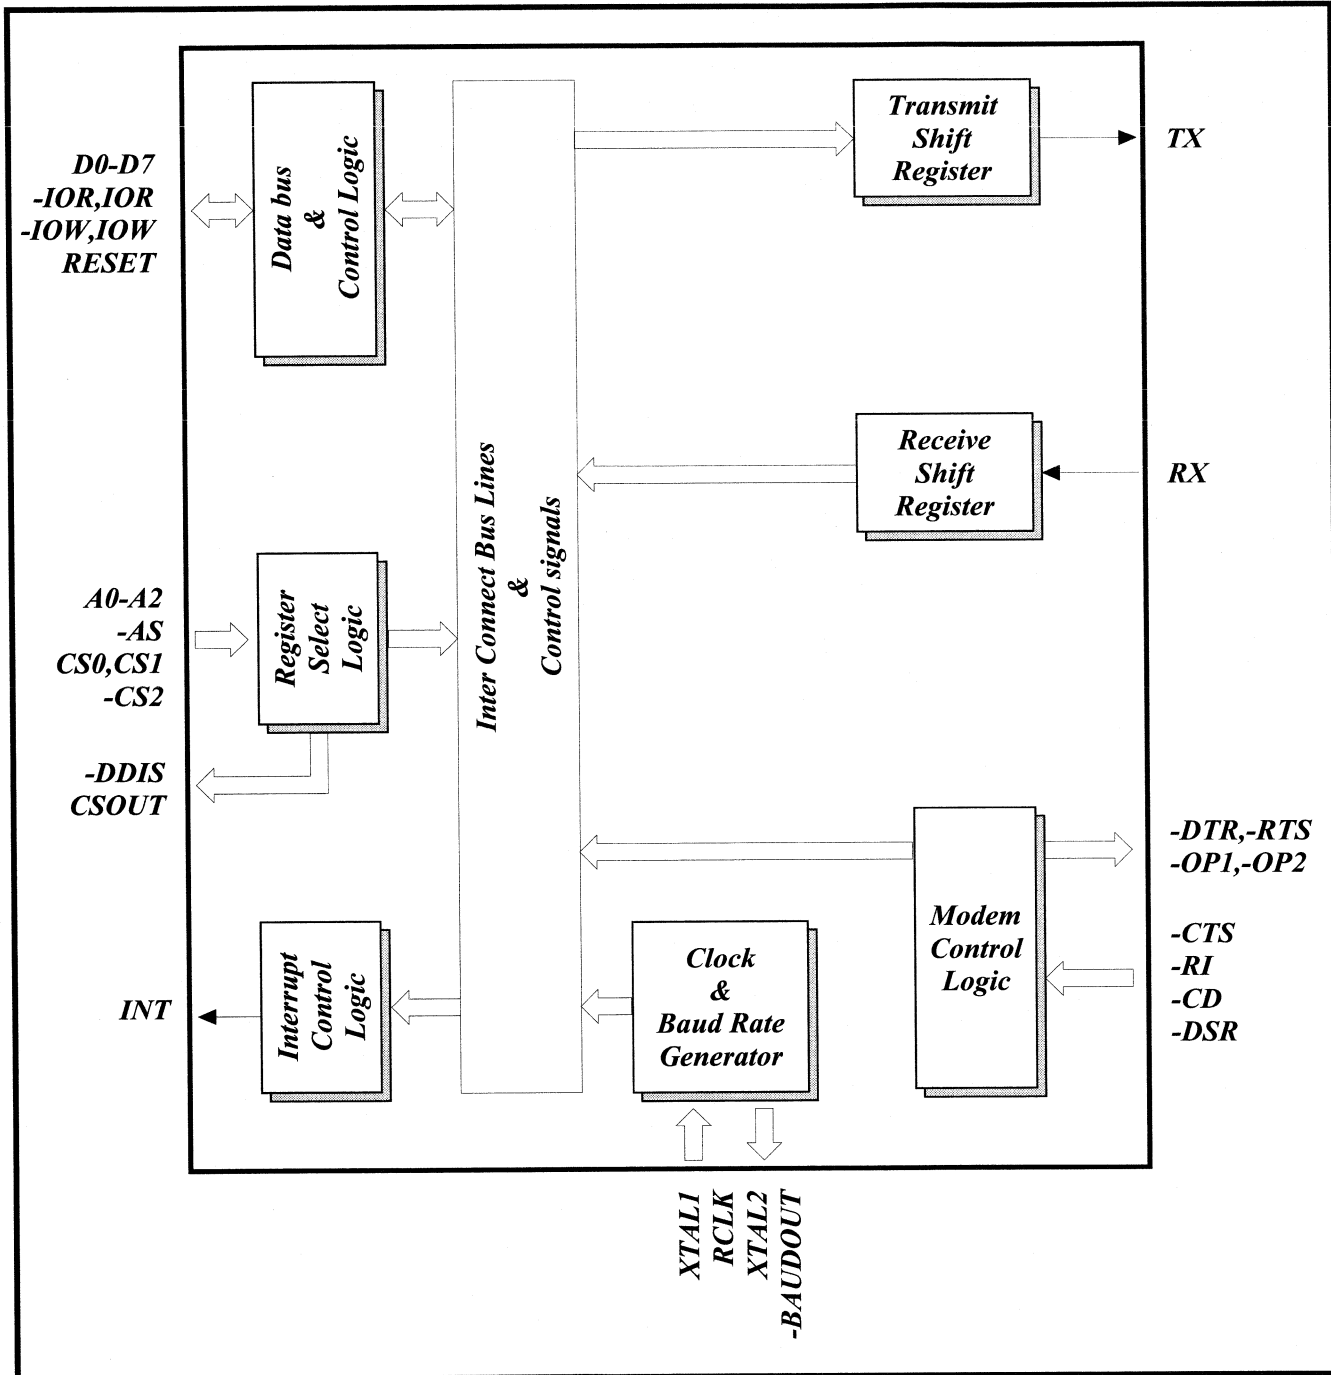 D0-D7
-IOR,IOR
-IOW,IOW
RESET
Data bus
&
Control Logic
A0-A2
-AS
CS0,CS1
-CS2
Register
Select
Logic
-DDIS
CSOUT
INT
Interrupt
Control
Logic
Inter Connect Bus Lines
&
Control signals
Transmit
Shift
Register
TX
Receive
Shift
Register
RX
Modem
Control
Logic
-DTR,-RTS
-OP1,-OP2
-CTS
-RI
-CD
-DSR
Clock
&
Baud Rate
Generator
XTAL1
RCLK
XTAL2
-BAUDOUT